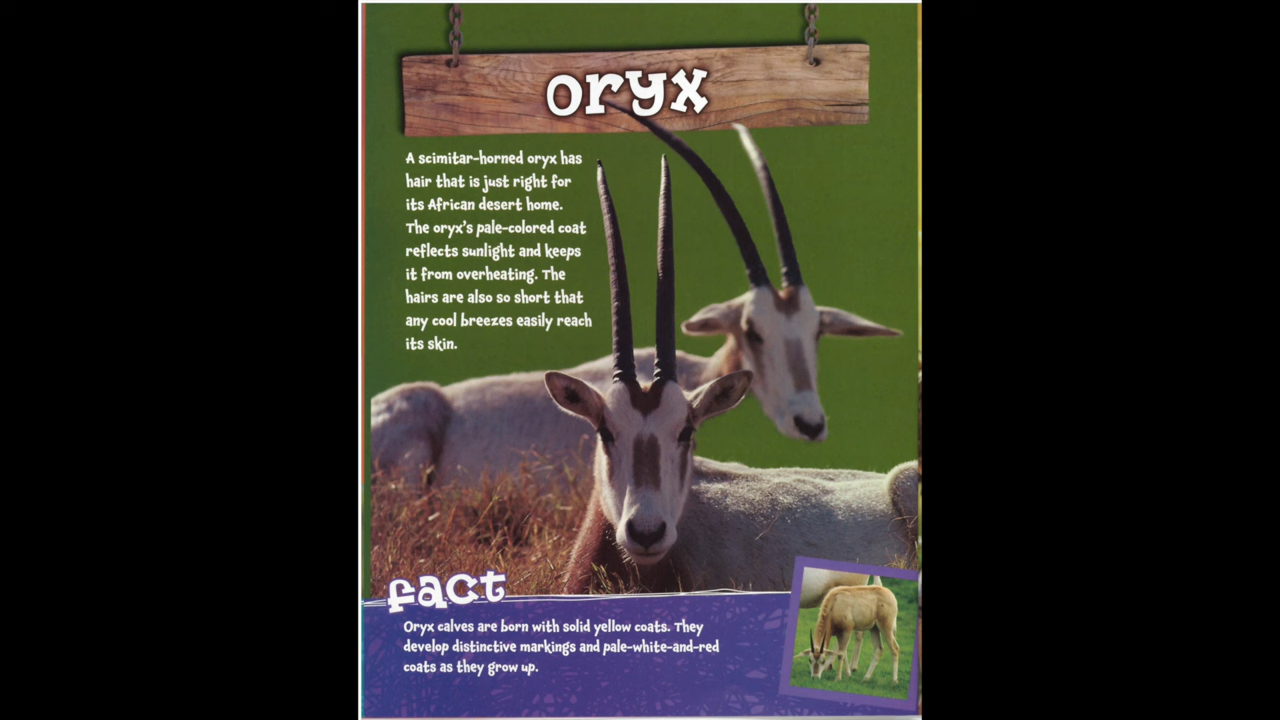 oryx
A scimitar-horned oryx has
hair that is just right for
its African desert home.
The oryx's pale-colored coat
reflects sunlight and keeps
it from overheating. The
hairs are also so short that
any cool breezes easily reach
its skin.
fact
Oryx calves are born with solid yellow coats. They
develop distinctive markings and pale-white-and-red
coats as they grow up.